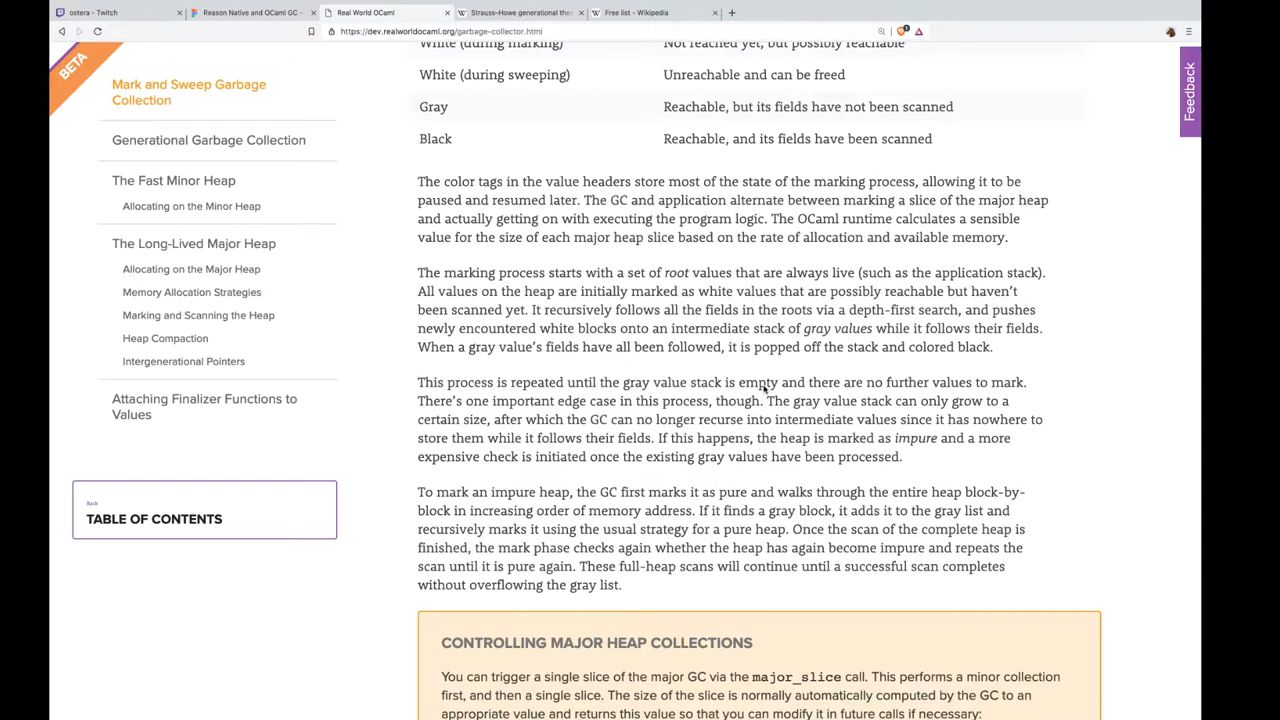 ostera - Twitch
Reason Native and OCaml GC -
Real World OCaml
Strauss–Howe generational the
Free list - Wikipedia
https://dev.realworldocaml.org/garbage-collector.html
BETA
Mark and Sweep Garbage
Collection
Generational Garbage Collection
The Fast Minor Heap
Allocating on the Minor Heap
The Long-Lived Major Heap
Allocating on the Major Heap
Memory Allocation Strategies
Marking and Scanning the Heap
Heap Compaction
Intergenerational Pointers
Attaching Finalizer Functions to
Values
Back
TABLE OF CONTENTS
White (during marking) Not reached yet, but possibly reachable
White (during sweeping) Unreachable and can be freed
Gray Reachable, but its fields have not been scanned
Black Reachable, and its fields have been scanned
The color tags in the value headers store most of the state of the marking process, allowing it to be
paused and resumed later. The GC and application alternate between marking a slice of the major heap
and actually getting on with executing the program logic. The OCaml runtime calculates a sensible
value for the size of each major heap slice based on the rate of allocation and available memory.
The marking process starts with a set of root values that are always live (such as the application stack).
All values on the heap are initially marked as white values that are possibly reachable but haven't
been scanned yet. It recursively follows all the fields in the roots via a depth-first search, and pushes
newly encountered white blocks onto an intermediate stack of gray values while it follows their fields.
When a gray value's fields have all been followed, it is popped off the stack and colored black.
This process is repeated until the gray value stack is empty and there are no further values to mark.
There's one important edge case in this process, though. The gray value stack can only grow to a
certain size, after which the GC can no longer recurse into intermediate values since it has nowhere to
store them while it follows their fields. If this happens, the heap is marked as impure and a more
expensive check is initiated once the existing gray values have been processed.
To mark an impure heap, the GC first marks it as pure and walks through the entire heap block-by-
block in increasing order of memory address. If it finds a gray block, it adds it to the gray list and
recursively marks it using the usual strategy for a pure heap. Once the scan of the complete heap is
finished, the mark phase checks again whether the heap has again become impure and repeats the
scan until it is pure again. These full-heap scans will continue until a successful scan completes
without overflowing the gray list.
CONTROLLING MAJOR HEAP COLLECTIONS
You can trigger a single slice of the major GC via the major_slice call. This performs a minor collection
first, and then a single slice. The size of the slice is normally automatically computed by the GC to an
appropriate value and returns this value so that you can modify it in future calls if necessary:
Feedback